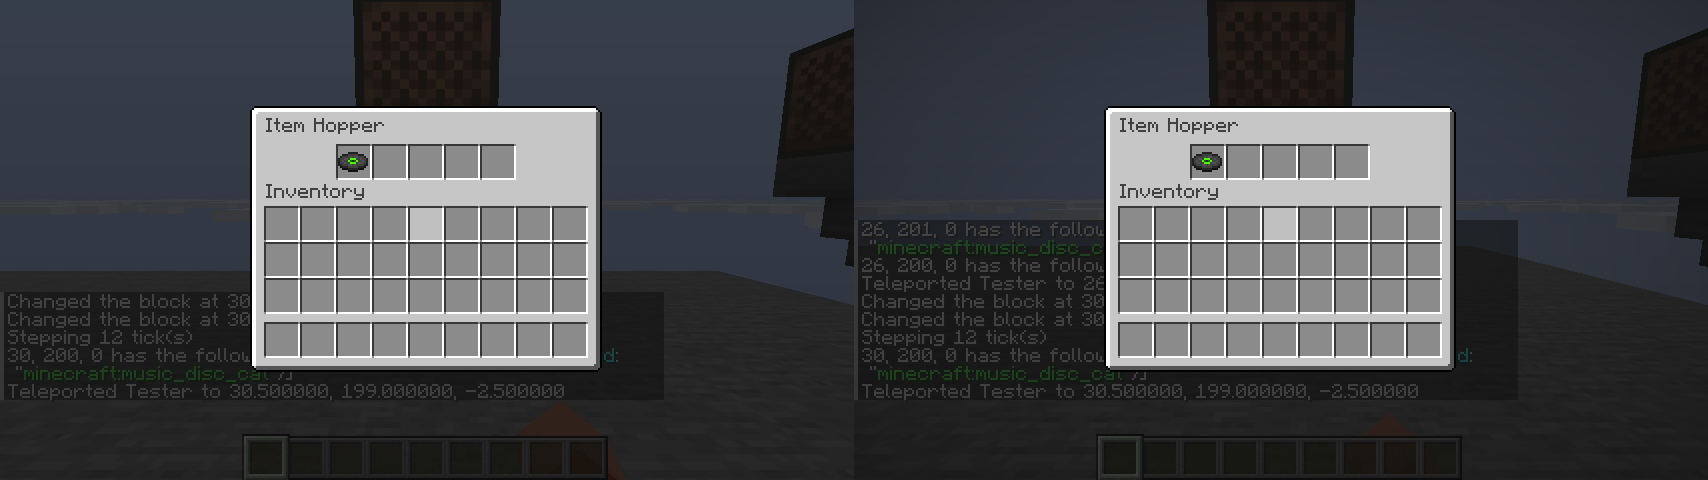 Item Hopper
Inventory
Changed the block at 30
Changed the block at 30
Stepping 12 tick(s)
30, 200, 0 has the follow d:
"minecraft:music_disc_cat"}]
Teleported Tester to 30.500000, 199.000000, -2.500000
Item Hopper
Inventory
26, 201, 0 has the follow
"minecraft:music_disc_c
26, 200, 0 has the follow
Teleported Tester to 26
Changed the block at 30
Changed the block at 30
Stepping 12 tick(s)
30, 200, 0 has the follow d:
"minecraft:music_disc_cat"}]
Teleported Tester to 30.500000, 199.000000, -2.500000